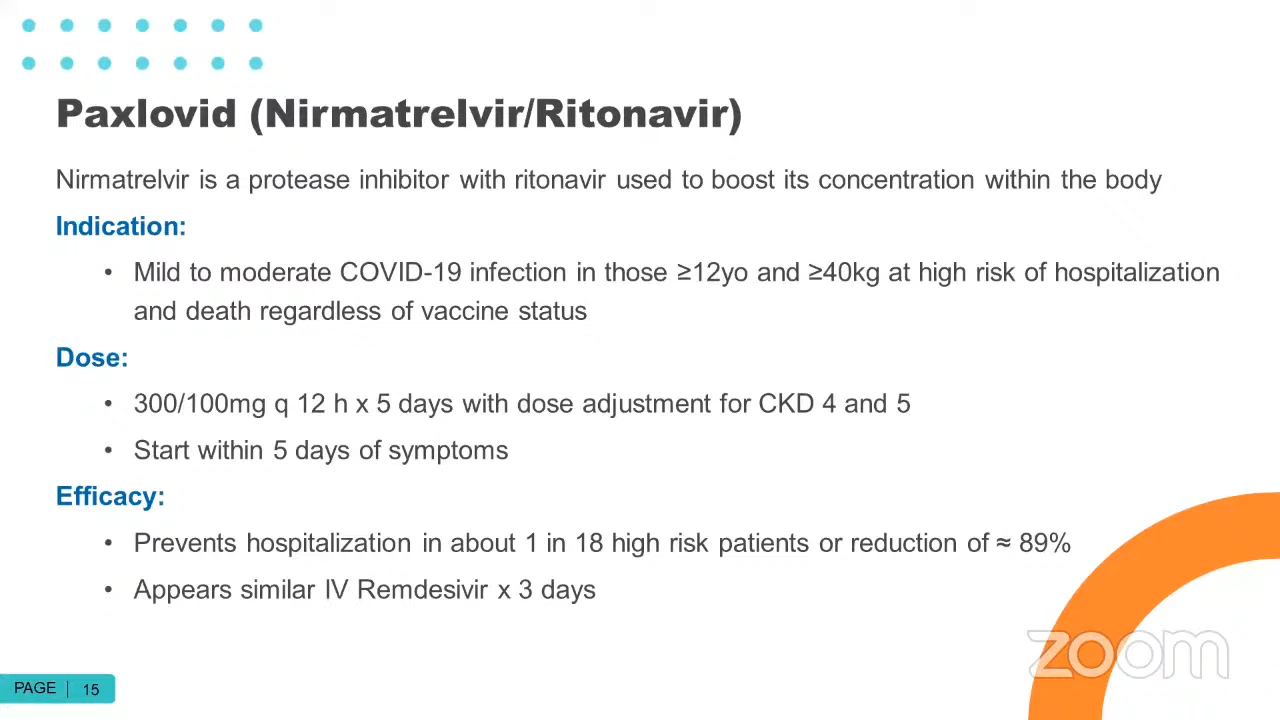 Paxlovid (Nirmatrelvir/Ritonavir)
Nirmatrelvir is a protease inhibitor with ritonavir used to boost its concentration within the body
Indication:
• Mild to moderate COVID-19 infection in those ≥12yo and ≥40kg at high risk of hospitalization
and death regardless of vaccine status
Dose:
• 300/100mg q 12 h x 5 days with dose adjustment for CKD 4 and 5
• Start within 5 days of symptoms
Efficacy:
• Prevents hospitalization in about 1 in 18 high risk patients or reduction of ≈ 89%
• Appears similar IV Remdesivir x 3 days
zoom
PAGE | 15